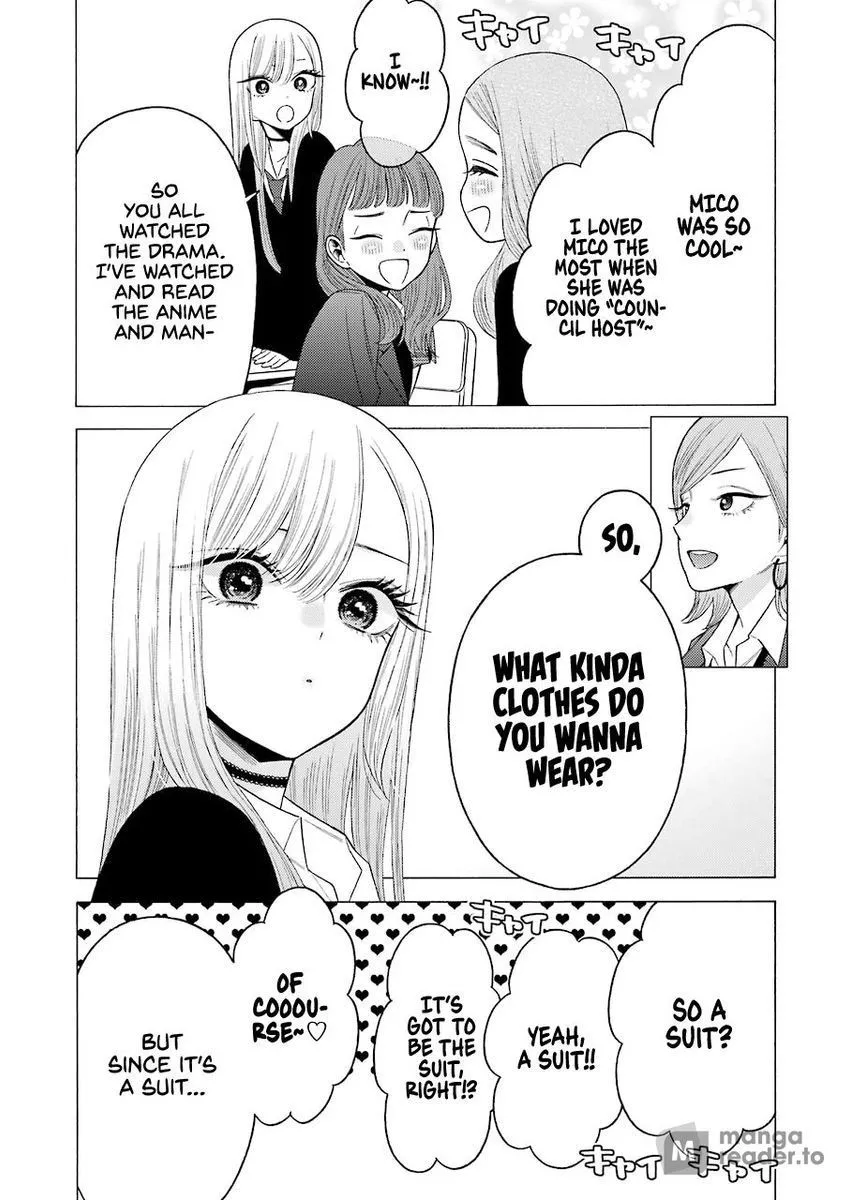 キャイ
キャイ
MICO
WAS SO
COOL~
I LOVED
MICO THE
MOST WHEN
SHE WAS
DOING "COUN-
CIL HOST"~
I
KNOW~!!
SO
YOU ALL
WATCHED
THE DRAMA.
I'VE WATCHED
AND READ
THE ANIME
AND MAN-
SO,
WHAT KINDA
CLOTHES DO
YOU WANNA
WEAR?
キャイ
SO A
SUIT?
YEAH,
A SUIT!!
IT'S
GOT TO
BE THE
SUIT,
RIGHT!?
OF
COOOU-
RSE~♡
BUT
SINCE IT'S
A SUIT...
キャイ
キャイ
M manga
reader.to